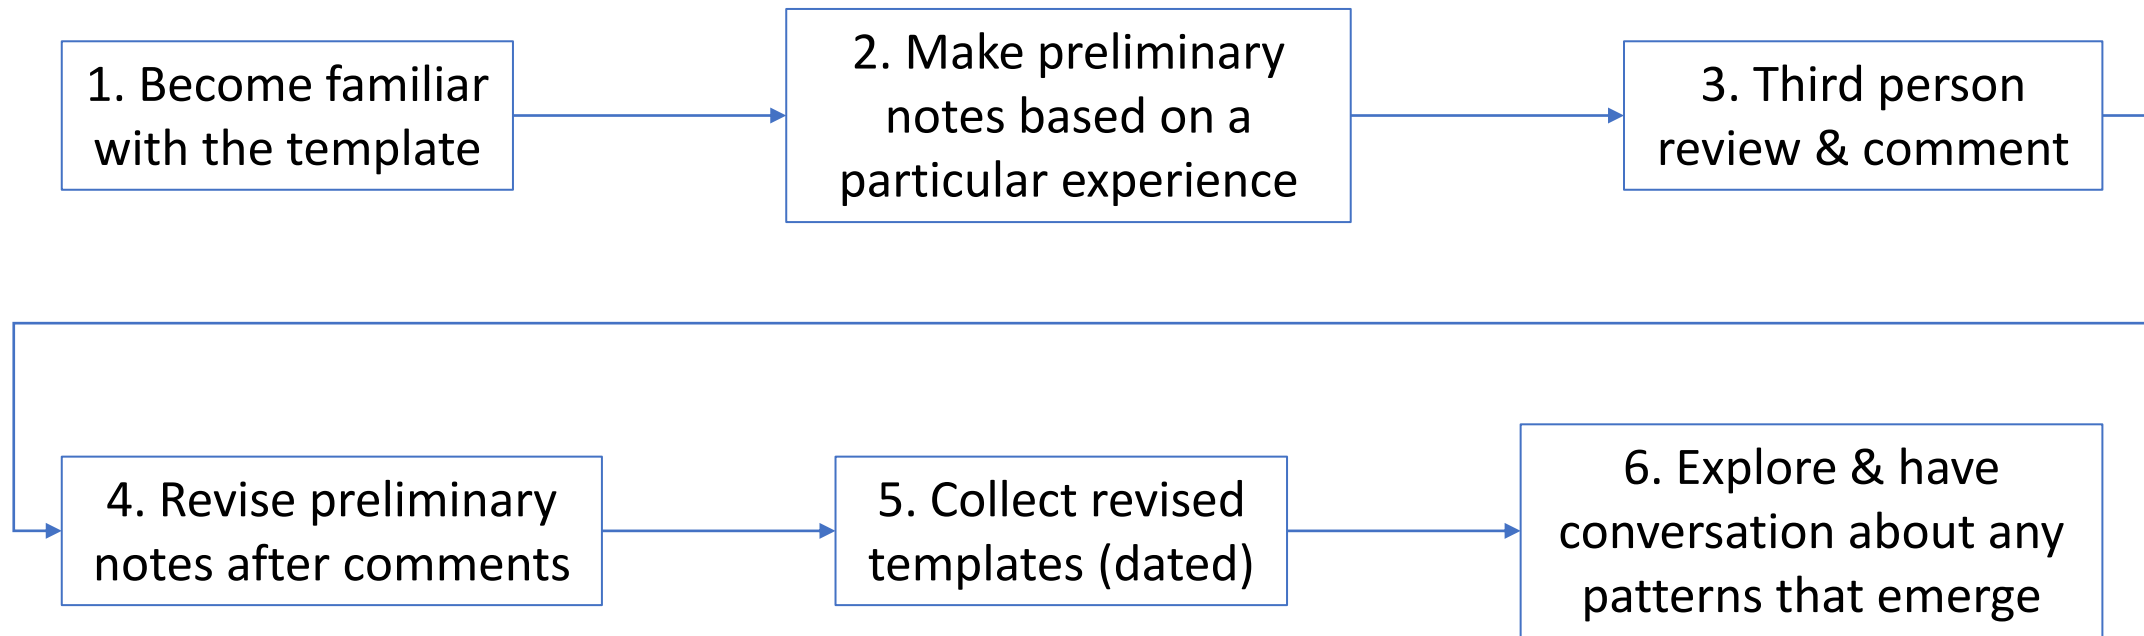 1. Become familiar
with the template
2. Make preliminary
notes based on a
particular experience
3. Third person
review & comment
4. Revise preliminary
notes after comments
5. Collect revised
templates (dated)
6. Explore & have
conversation about any
patterns that emerge